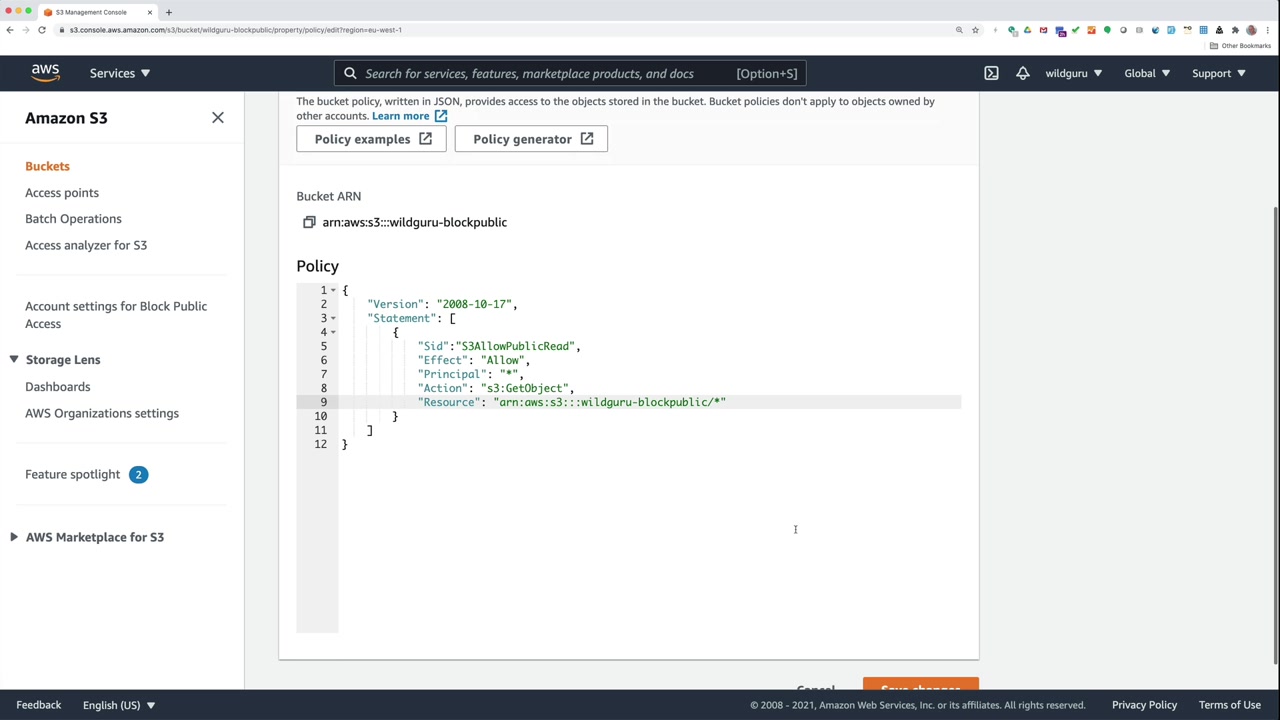 S3 Management Console
s3.console.aws.amazon.com/s3/bucket/wildguru-blockpublic/property/policy/edit?region=eu-west-1
Other Bookmarks
aws
Services
Search for services, features, marketplace products, and docs [Option+S]
wildguru
Global
Support
Amazon S3
Buckets
Access points
Batch Operations
Access analyzer for S3
Account settings for Block Public
Access
Storage Lens
Dashboards
AWS Organizations settings
Feature spotlight 2
AWS Marketplace for S3
The bucket policy, written in JSON, provides access to the objects stored in the bucket. Bucket policies don't apply to objects owned by
other accounts. Learn more
Policy examples
Policy generator
Bucket ARN
arn:aws:s3:::wildguru-blockpublic
Policy
1 {
2 "Version": "2008-10-17",
3 "Statement": [
4 {
5 "Sid":"S3AllowPublicRead",
6 "Effect": "Allow",
7 "Principal": "*",
8 "Action": "s3:GetObject",
9 "Resource": "arn:aws:s3:::wildguru-blockpublic/*"
10 }
11 ]
12 }
Cancel
Save changes
Feedback
English (US)
© 2008 - 2021, Amazon Web Services, Inc. or its affiliates. All rights reserved.
Privacy Policy
Terms of Use